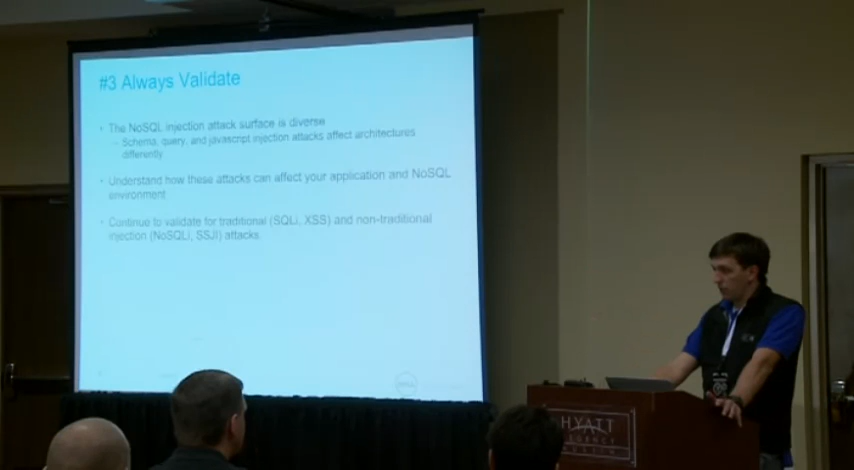 #3 Always Validate
The NoSQL injection attack surface is diverse
– Schema, query, and javascript injection attacks affect architectures
differently
Understand how these attacks can affect your application and NoSQL
environment
Continue to validate for traditional (SQLi, XSS) and non-traditional
injection (NoSQLi, SSJI) attacks.
DELL
HYATT
REGENCY